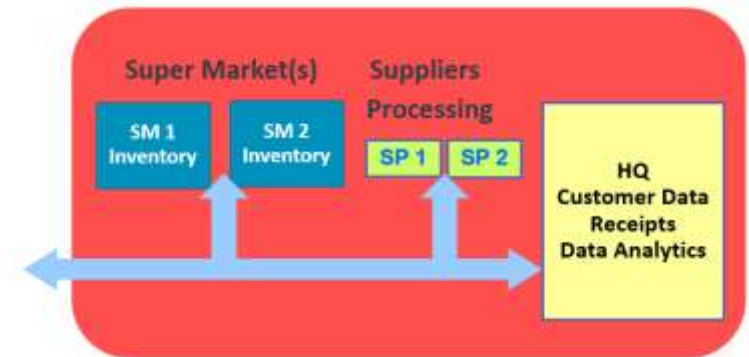 Super Market(s)
Suppliers
Processing
SM 1
Inventory
SM 2
Inventory
SP 1
SP 2
HQ
Customer Data
Receipts
Data Analytics